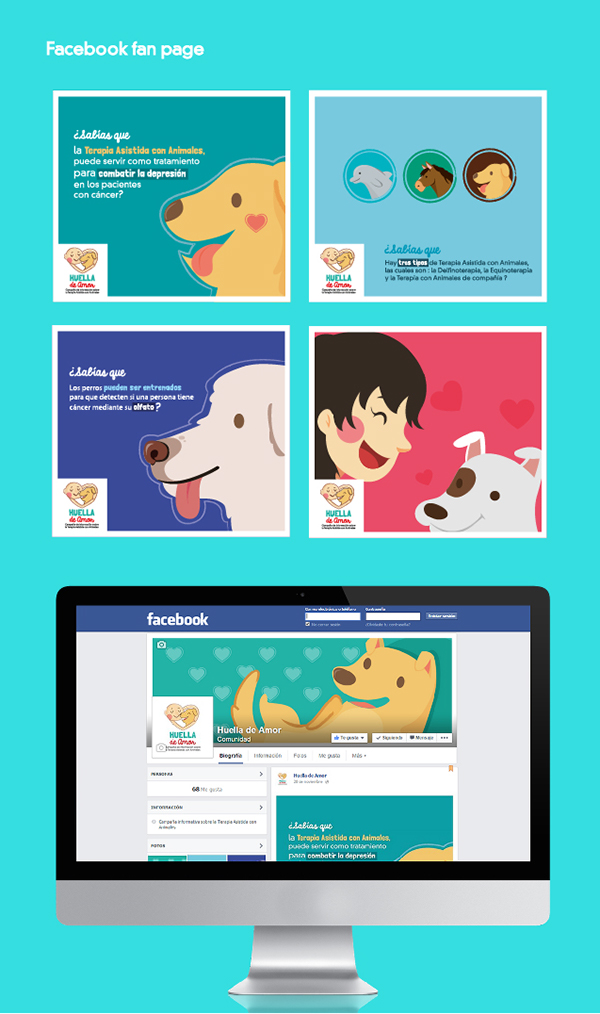 Facebook fan page
¿Sabías que
la Terapia Asistida con Animales,
puede servir como tratamiento
para combatir la depresión
en los pacientes
con cáncer?
HUELLA
de Amor
¿Sabías que
Hay tres tipos de Terapia Asistida con Animales,
las cuales son : la Delfinoterapia, la Equinoterapia
y la Terapia con Animales de compañía ?
HUELLA
de Amor
¿Sabías que
Los perros pueden ser entrenados
para que detecten si una persona tiene
cáncer mediante su olfato?
HUELLA
de Amor
HUELLA
de Amor
facebook
Correo electrónico o teléfono Contraseña
Iniciar sesión
No cerrar sesión ¿Olvidaste tu contraseña?
HUELLA
de Amor
Huella de Amor
Comunidad
Te gusta Siguiendo Mensaje
Biografía Información Fotos Me gusta Más
PERSONAS
68 Me gusta
INFORMACIÓN
Campaña informativa sobre la Terapia Asistida con
Animales.
FOTOS
Huella de Amor
¿Sabías que
la Terapia Asistida con Animales,
puede servir como tratamiento
para combatir la depresión